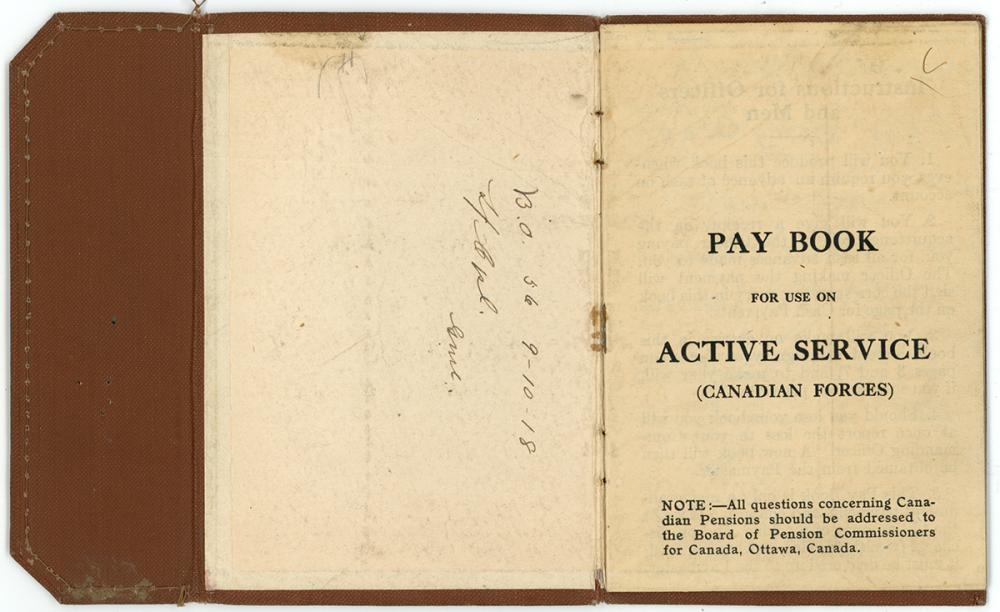 B.O. 56 9-10-18
L/Cpl.
PAY BOOK
FOR USE ON
ACTIVE SERVICE
(CANADIAN FORCES)
NOTE:—All questions concerning Cana-
dian Pensions should be addressed to
the Board of Pension Commissioners
for Canada, Ottawa, Canada.